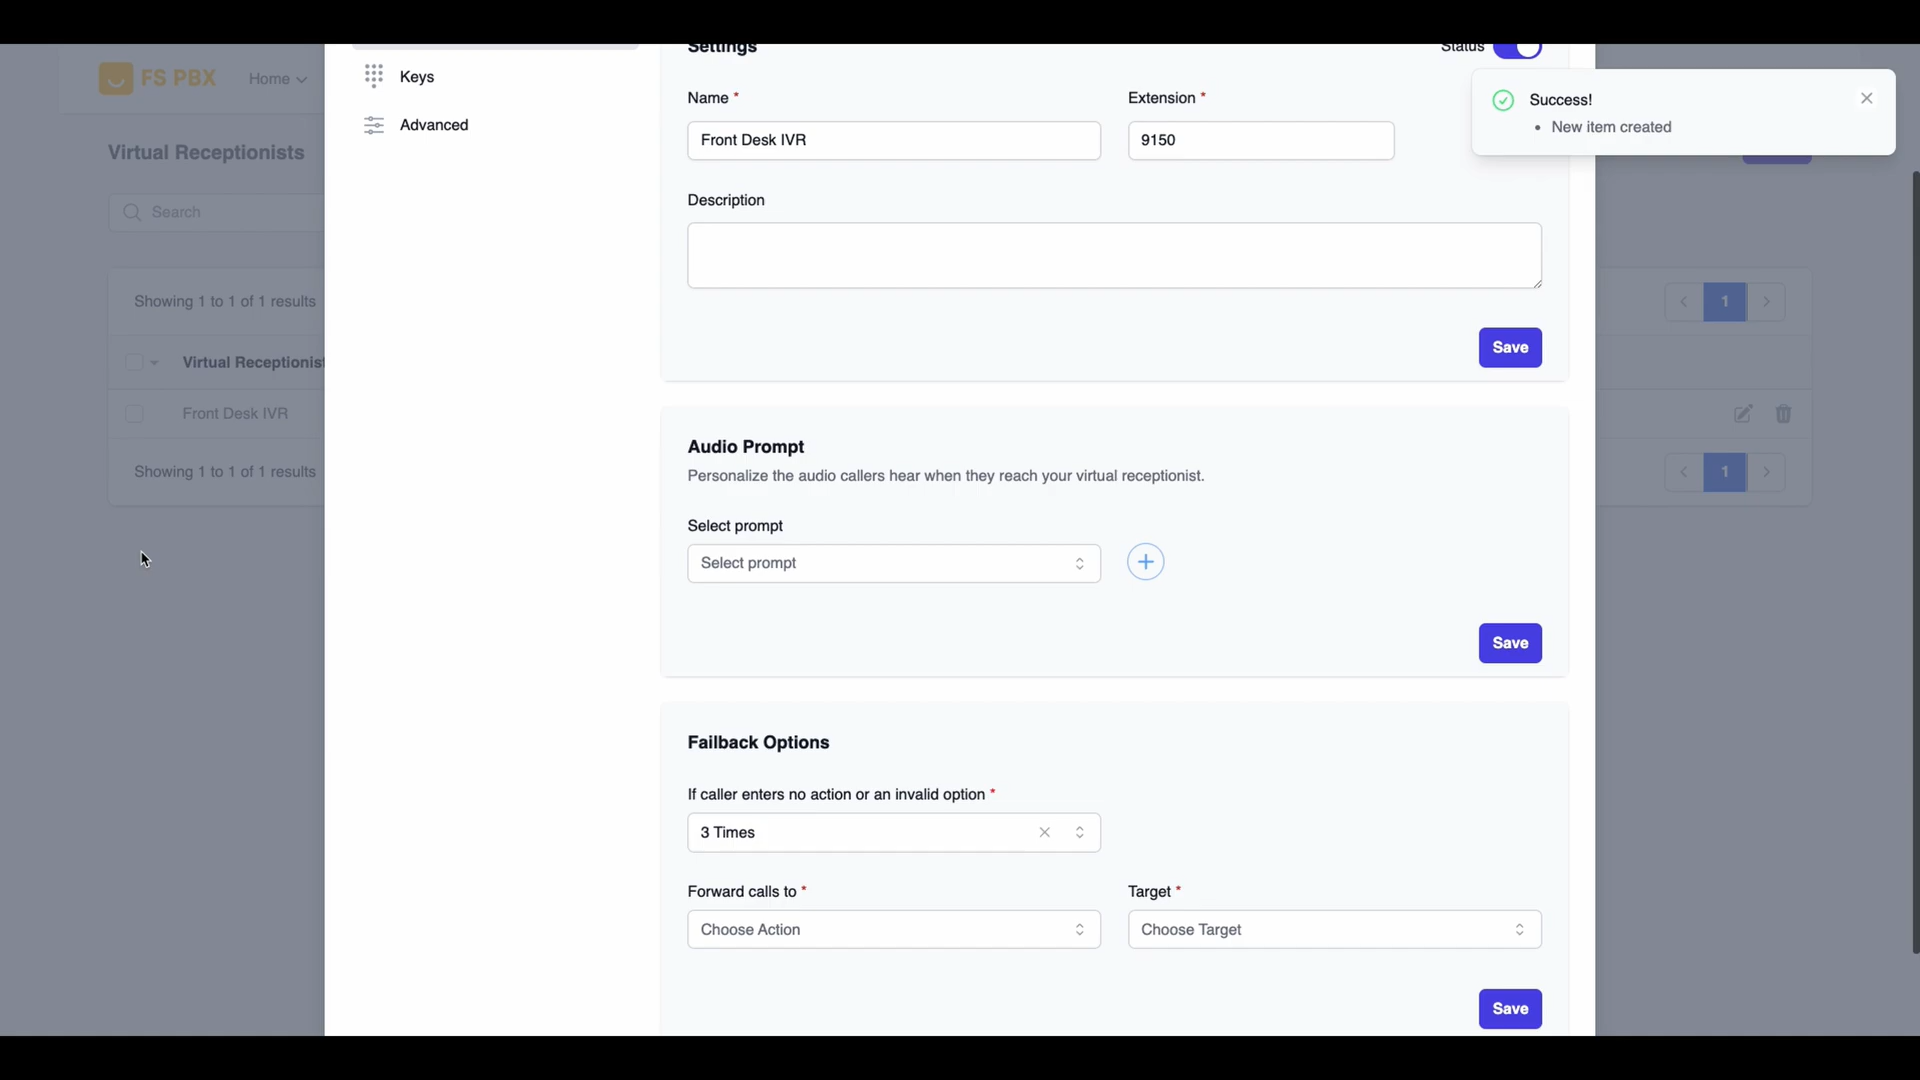 Settings
Status
Keys
FS PBX
Home
Success!
New item created
Name *
Extension *
Advanced
Front Desk IVR
9150
Virtual Receptionists
Description
Search
Showing 1 to 1 of 1 results
1
Save
Virtual Receptionist
Front Desk IVR
Audio Prompt
Personalize the audio callers hear when they reach your virtual receptionist.
Showing 1 to 1 of 1 results
1
Select prompt
Select prompt
Save
Failback Options
If caller enters no action or an invalid option *
3 Times
Forward calls to *
Target *
Choose Action
Choose Target
Save